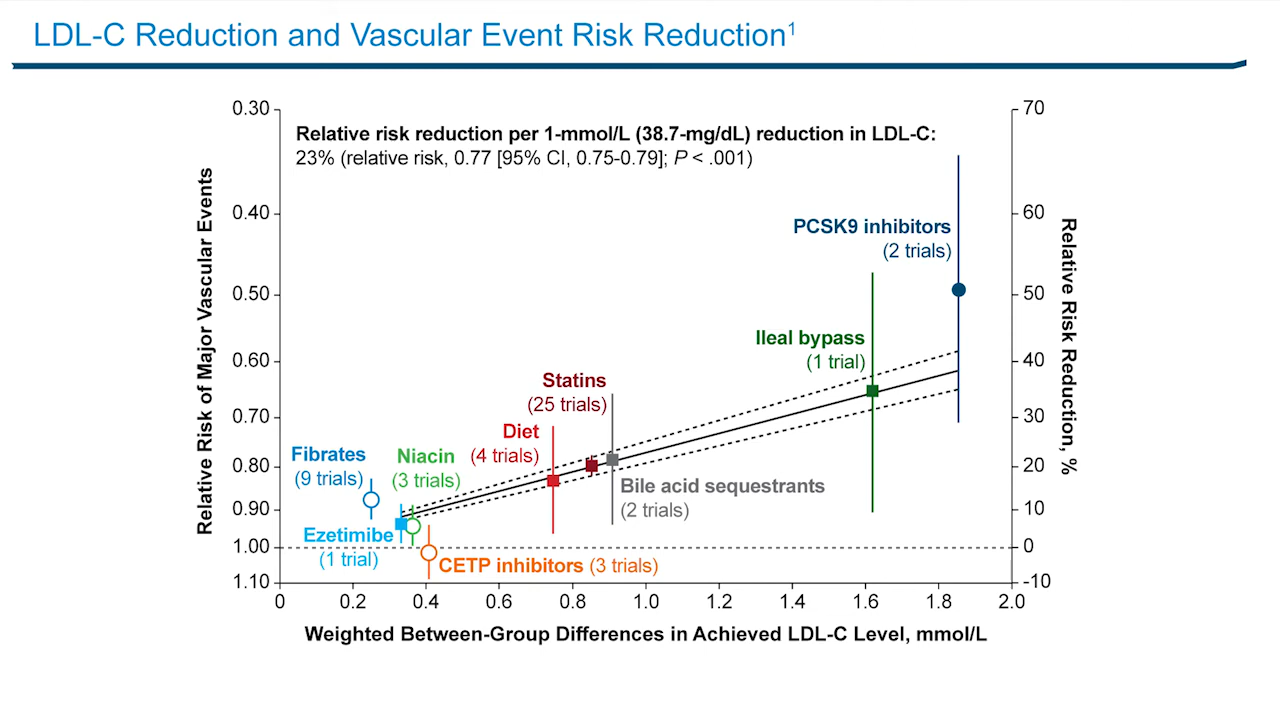 LDL-C Reduction and Vascular Event Risk Reduction1
0.30
70
Relative risk reduction per 1-mmol/L (38.7-mg/dL) reduction in LDL-C:
23% (relative risk, 0.77 [95% CI, 0.75-0.79]; P < .001)
Relative Risk of Major Vascular Events
Relative Risk Reduction, %
0.40
60
PCSK9 inhibitors
(2 trials)
0.50
50
Ileal bypass
(1 trial)
0.60
40
Statins
(25 trials)
0.70
30
Diet
(4 trials)
Fibrates
(9 trials)
Niacin
(3 trials)
0.80
20
Bile acid sequestrants
(2 trials)
0.90
10
Ezetimibe
(1 trial)
1.00
0
CETP inhibitors (3 trials)
1.10
-10
0 0.2 0.4 0.6 0.8 1.0 1.2 1.4 1.6 1.8 2.0
Weighted Between-Group Differences in Achieved LDL-C Level, mmol/L